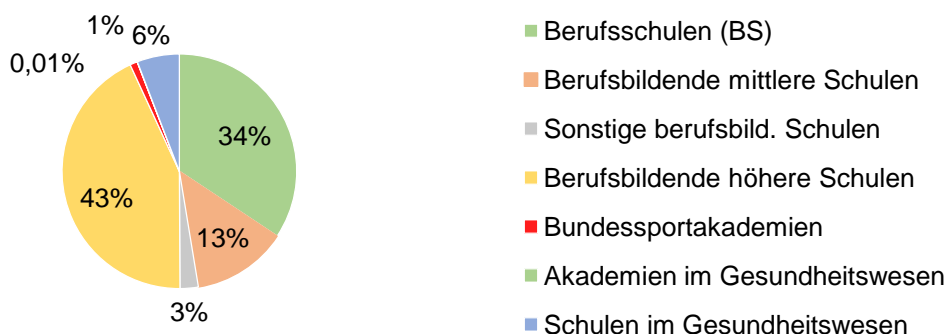 1%
6%
0,01%
34%
43%
13%
3%
Berufsschulen (BS)
Berufsbildende mittlere Schulen
Sonstige berufsbild. Schulen
Berufsbildende höhere Schulen
Bundessportakademien
Akademien im Gesundheitswesen
Schulen im Gesundheitswesen